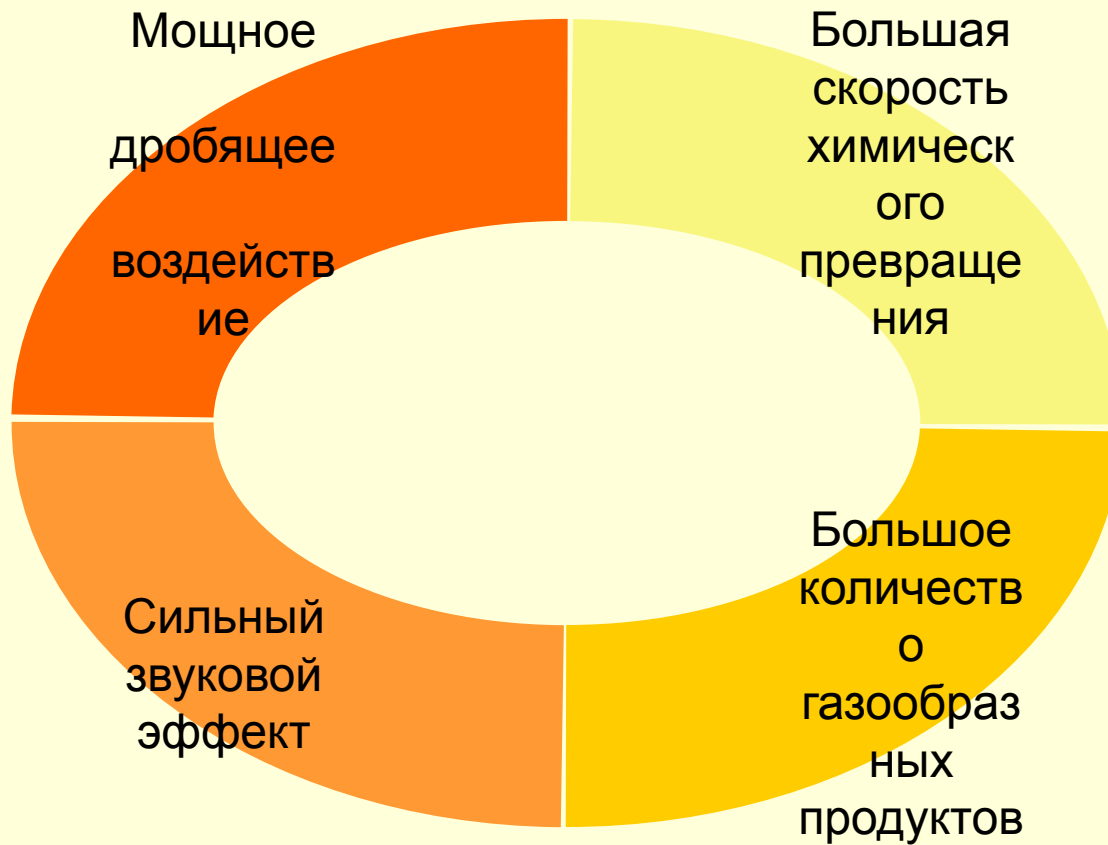 Мощное
дробящее
воздейств
ие
Большая
скорость
химическ
ого
превраще
ния
Сильный
звуковой
эффект
Большое
количеств
о
газообраз
ных
продуктов